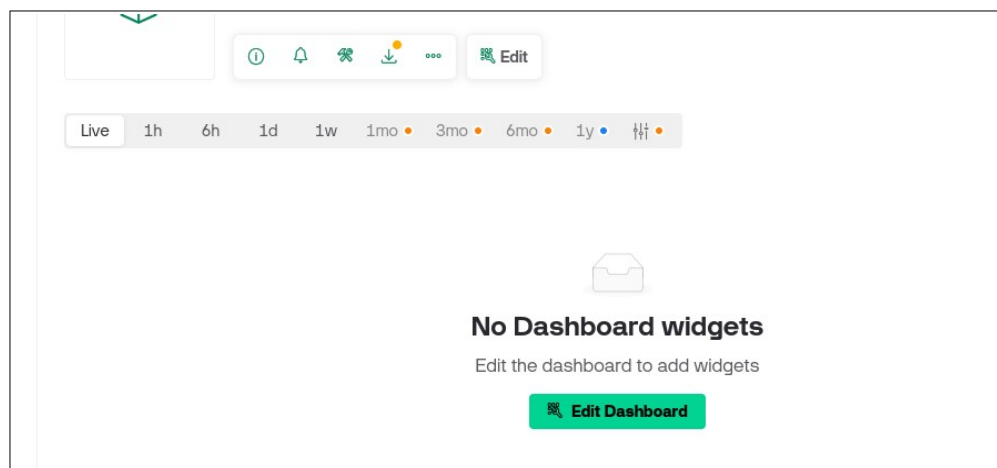 Edit
Live 1h 6h 1d 1w 1mo 3mo 6mo 1y
No Dashboard widgets
Edit the dashboard to add widgets
Edit Dashboard